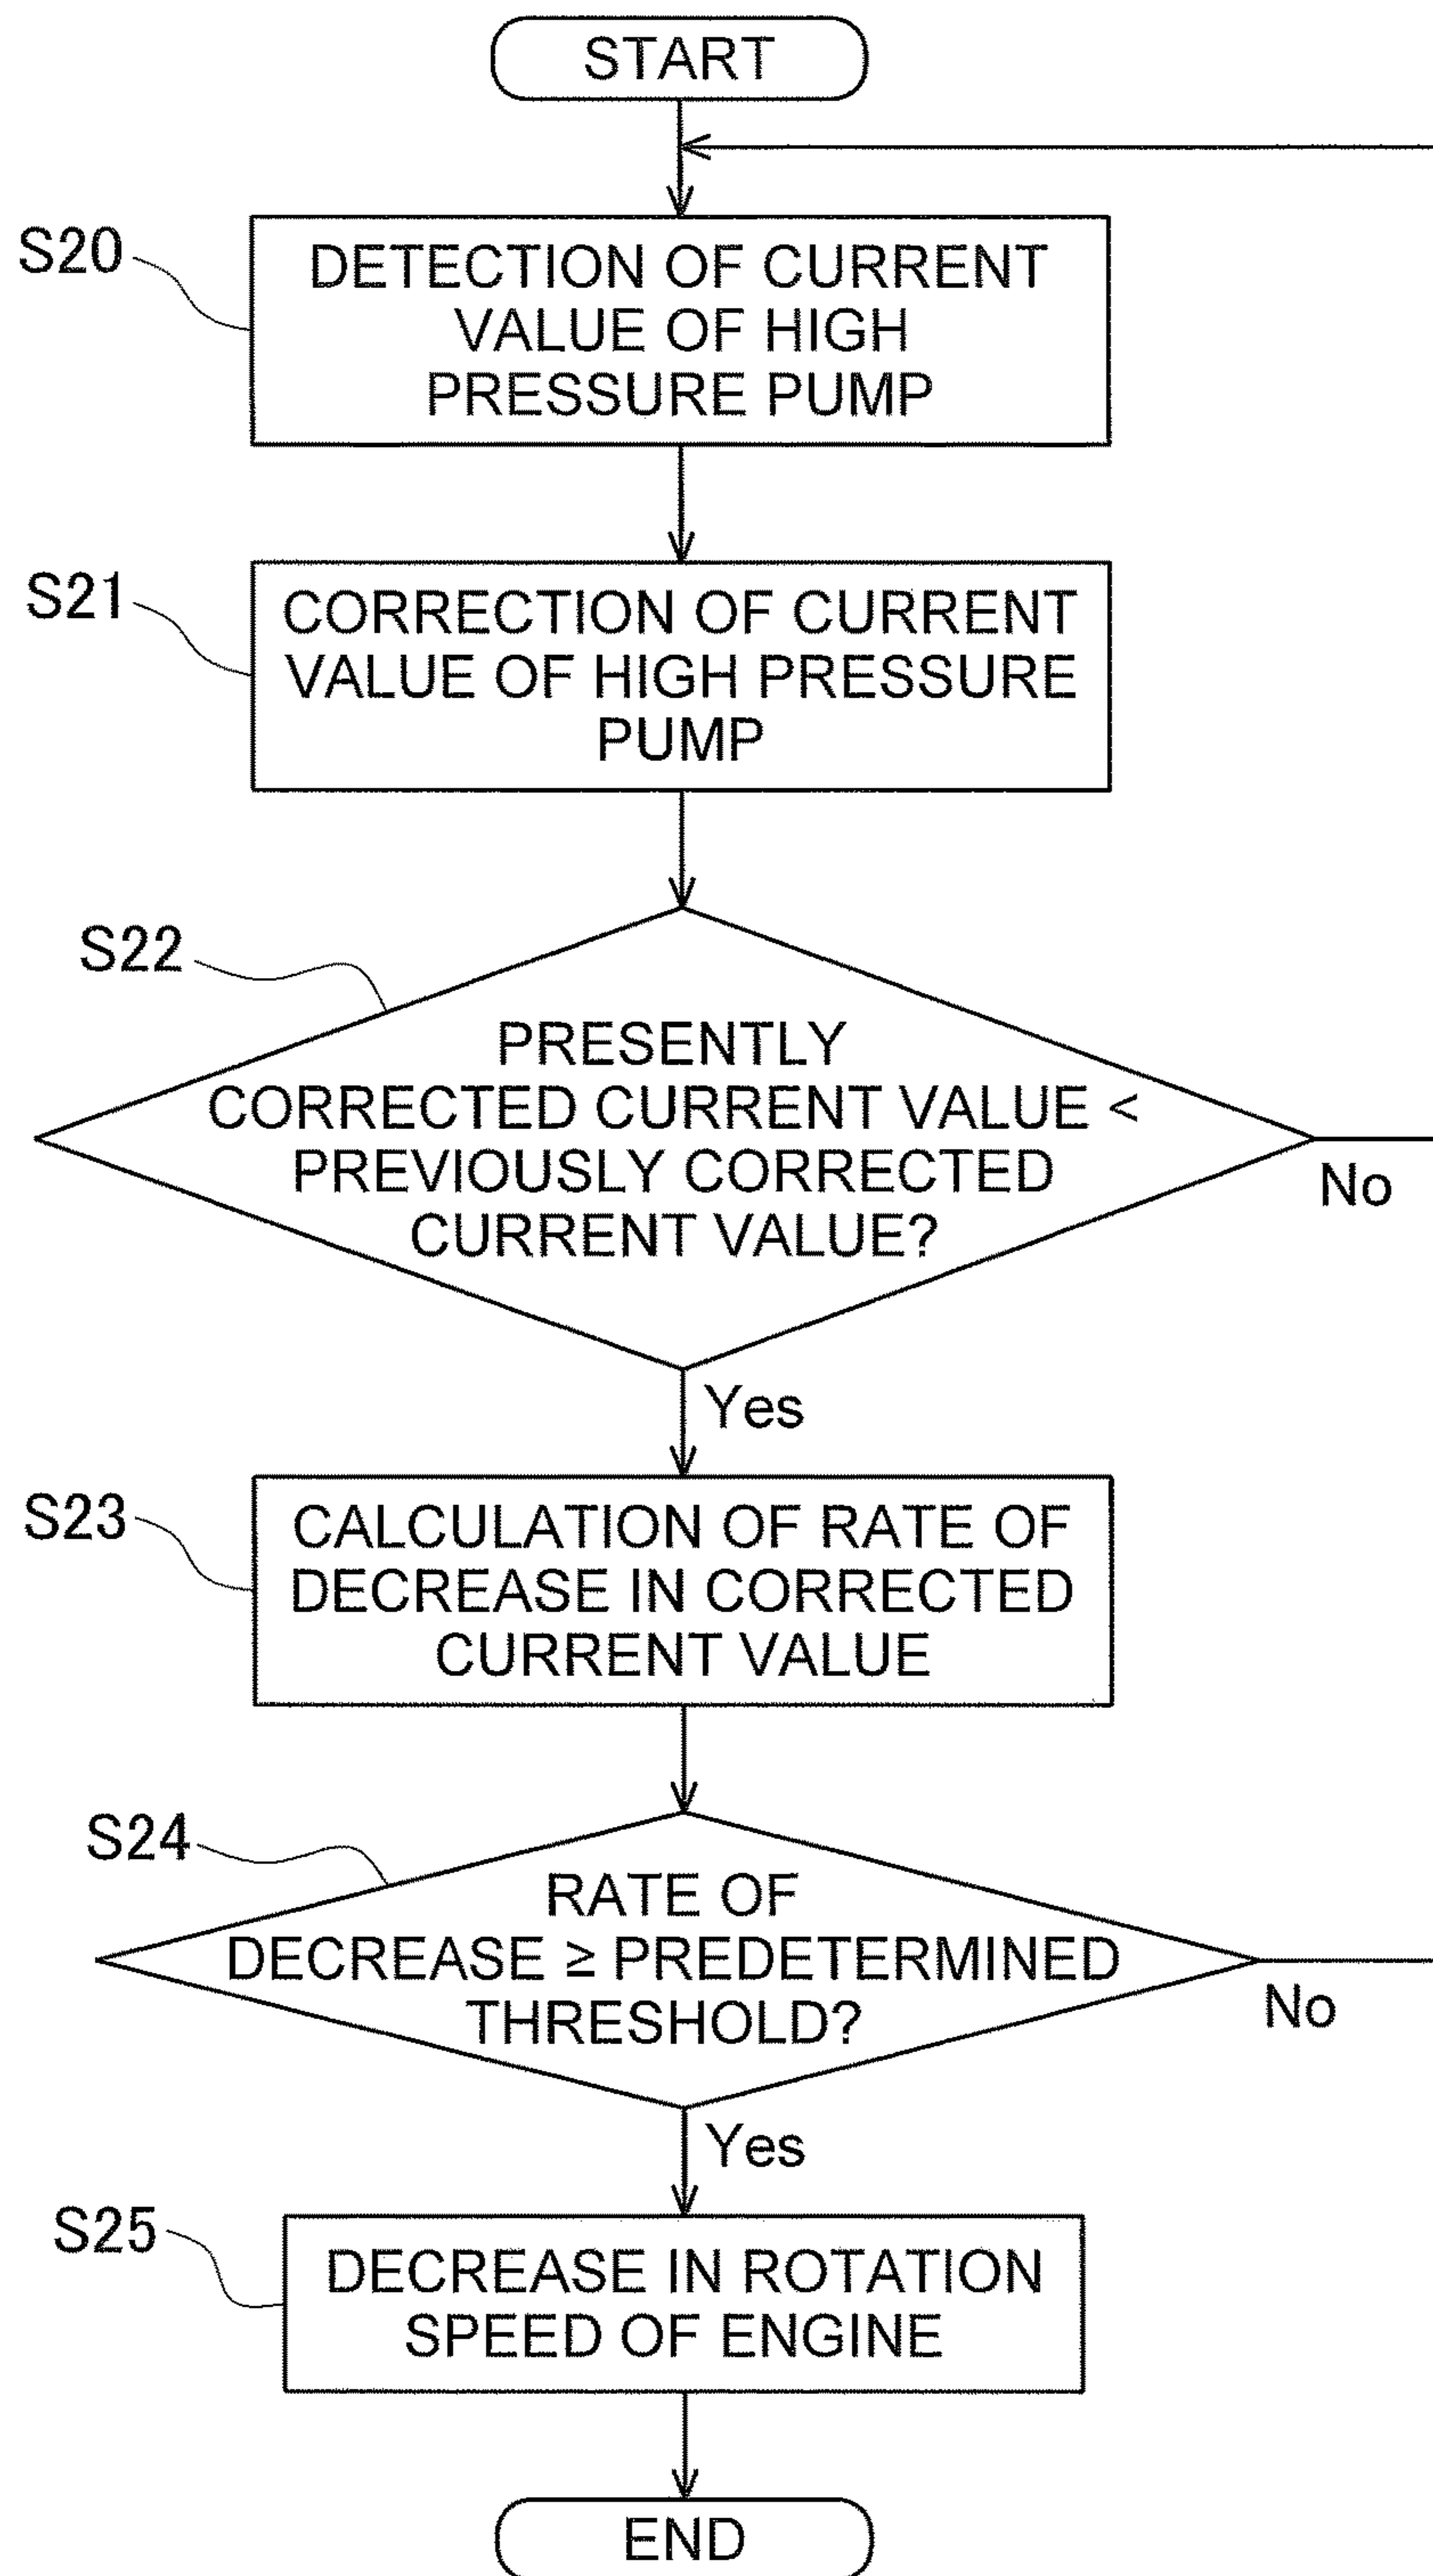 START
S20
DETECTION OF CURRENT
VALUE OF HIGH
PRESSURE PUMP
S21
CORRECTION OF CURRENT
VALUE OF HIGH PRESSURE
PUMP
S22
PRESENTLY
CORRECTED CURRENT VALUE <
PREVIOUSLY CORRECTED
CURRENT VALUE?
No
Yes
S23
CALCULATION OF RATE OF
DECREASE IN CORRECTED
CURRENT VALUE
S24
RATE OF
DECREASE ≥ PREDETERMINED
THRESHOLD?
No
Yes
S25
DECREASE IN ROTATION
SPEED OF ENGINE
END